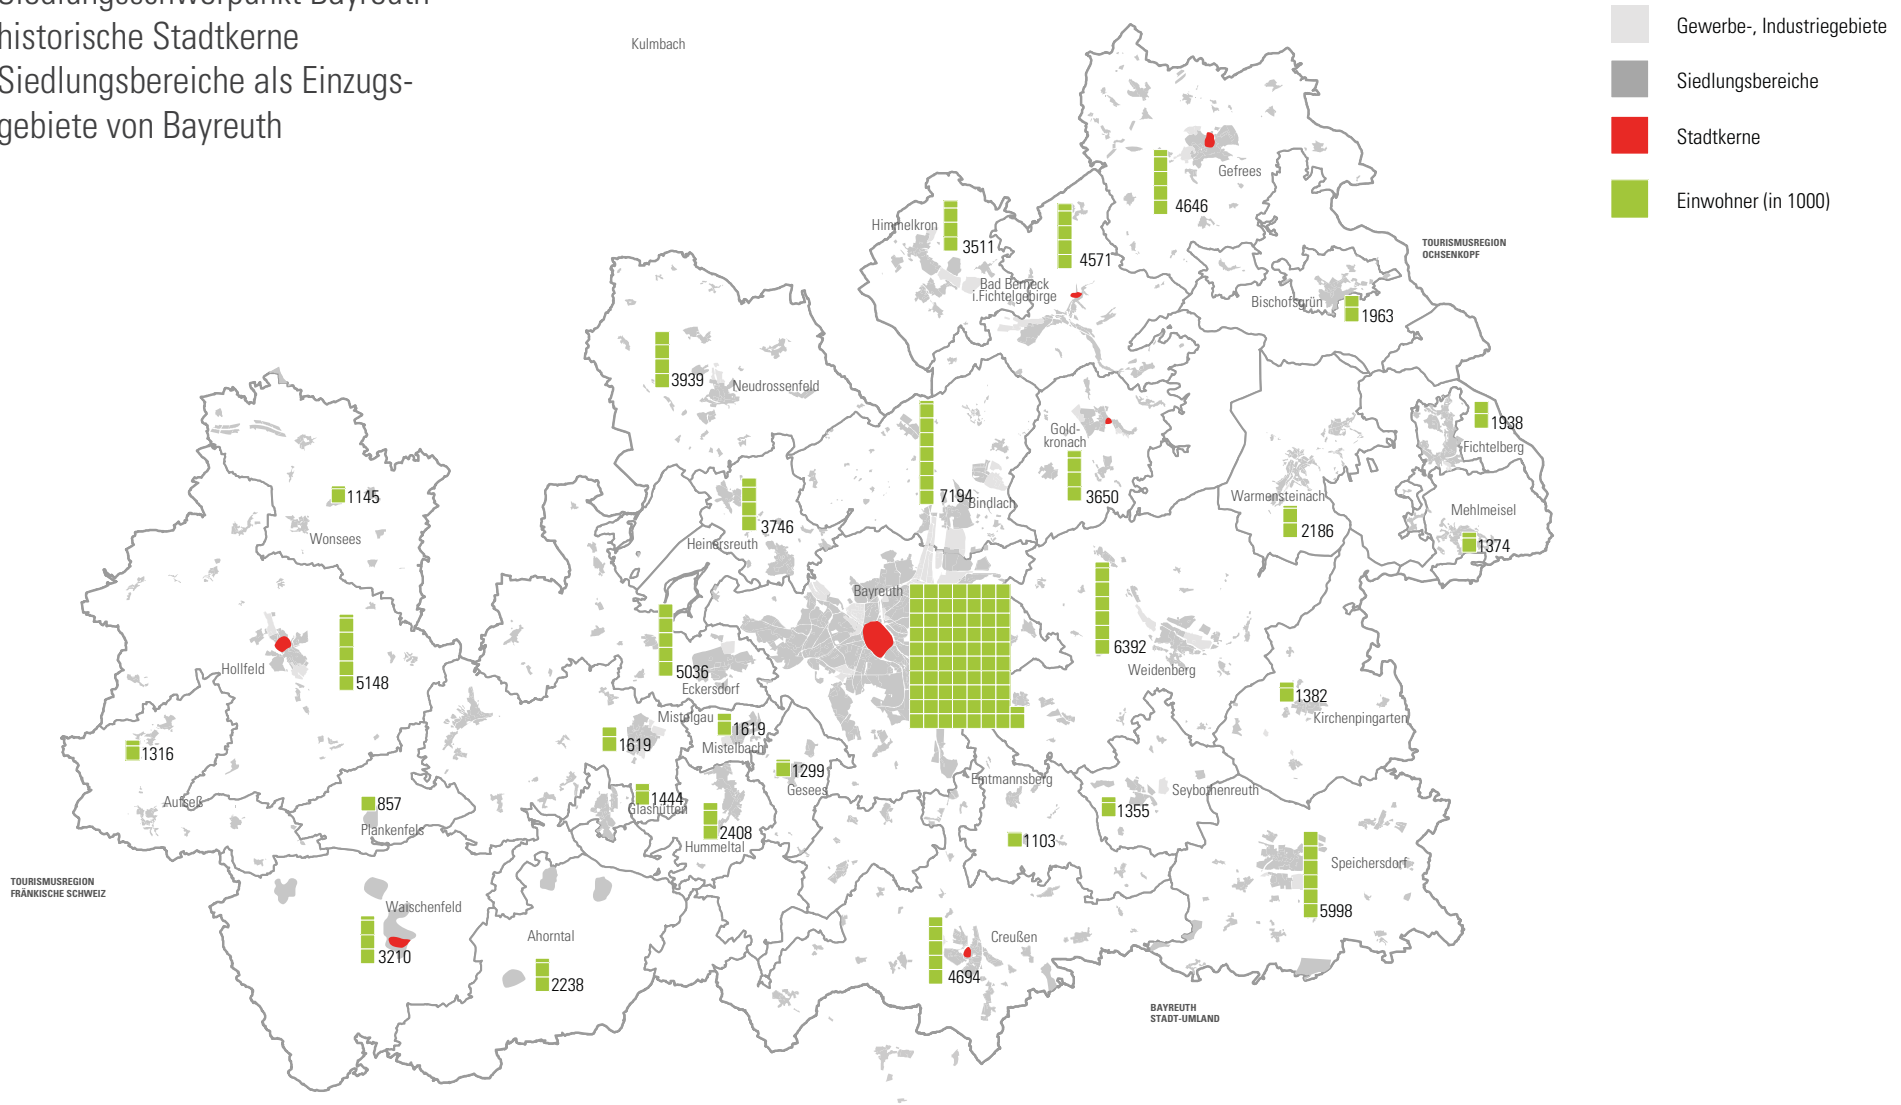 Siedlungsschwerpunkt Bayreuth
historische Stadtkerne
Siedlungsbereiche als Einzugs-
gebiete von Bayreuth
Gewerbe-, Industriegebiete
Siedlungsbereiche
Stadtkerne
Einwohner (in 1000)
Kulmbach
Gefrees
4646
Himmelkron
3511
4571
Bad Berneck
i.Fichtelgebirge
TOURISMUSREGION
OCHSENKOPF
Bischofsgrün
1963
3939
Neudrossenfeld
1938
Fichtelberg
Gold-
kronach
3650
7194
Bindlach
Warmensteinach
2186
Mehlmeisel
1374
1145
Wonsees
3746
Heinersreuth
Bayreuth
6392
Weidenberg
Hollfeld
5148
5036
Eckersdorf
1382
Kirchenpingarten
Mistelgau
1619
1619
Mistelbach
1316
Aufseß
1299
Gesees
Emtmannsberg
1103
Seybothenreuth
1355
857
Plankenfels
1444
Glashütten
2408
Hummeltal
Speichersdorf
5998
TOURISMUSREGION
FRÄNKISCHE SCHWEIZ
Waischenfeld
3210
Ahorntal
2238
Creußen
4694
BAYREUTH
STADT-UMLAND